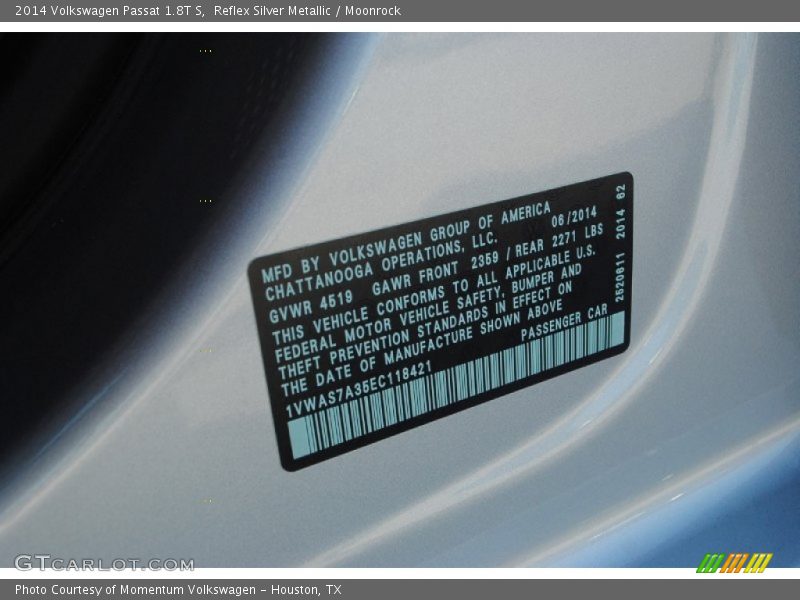 2014 Volkswagen Passat 1.8T S, Reflex Silver Metallic / Moonrock
MFD BY VOLKSWAGEN GROUP OF AMERICA
CHATTANOOGA OPERATIONS, LLC. 06/2014
GVWR 4519 GAWR FRONT 2359 / REAR 2271 LBS
THIS VEHICLE CONFORMS TO ALL APPLICABLE U.S.
FEDERAL MOTOR VEHICLE SAFETY, BUMPER AND
THEFT PREVENTION STANDARDS IN EFFECT ON
THE DATE OF MANUFACTURE SHOWN ABOVE
1VWAS7A35EC118421 PASSENGER CAR
2520611 2014 62
GTCARLOT.COM
Photo Courtesy of Momentum Volkswagen - Houston, TX